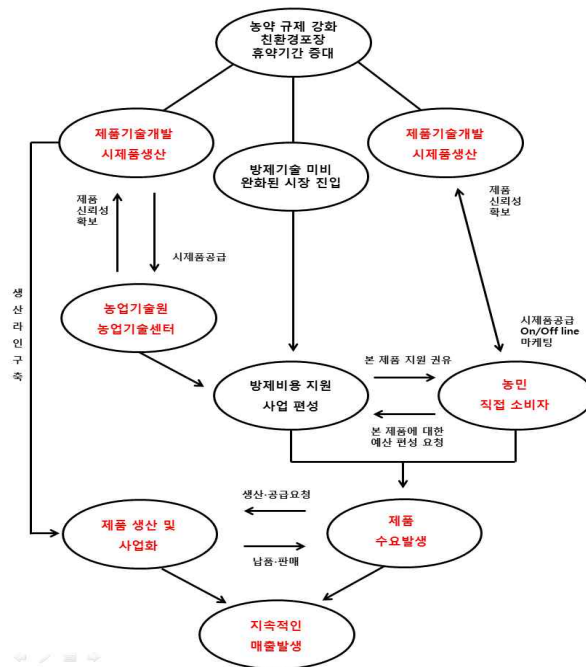 농약 규제 강화
친환경포장
휴약기간 증대
제품기술개발
시제품생산
방제기술 미비
완화된 시장 진입
제품기술개발
시제품생산
제품
신뢰성
확보
시제품공급
제품
신뢰성
확보
생산라인구축
농업기술원
농업기술센터
시제품공급
On/Off line
마케팅
방제비용 지원
사업 편성
본 제품 지원 권유
농민
직접 소비자
본 제품에 대한
예산 편성 요청
생산·공급요청
제품 생산 및
사업화
제품
수요발생
납품·판매
지속적인
매출발생